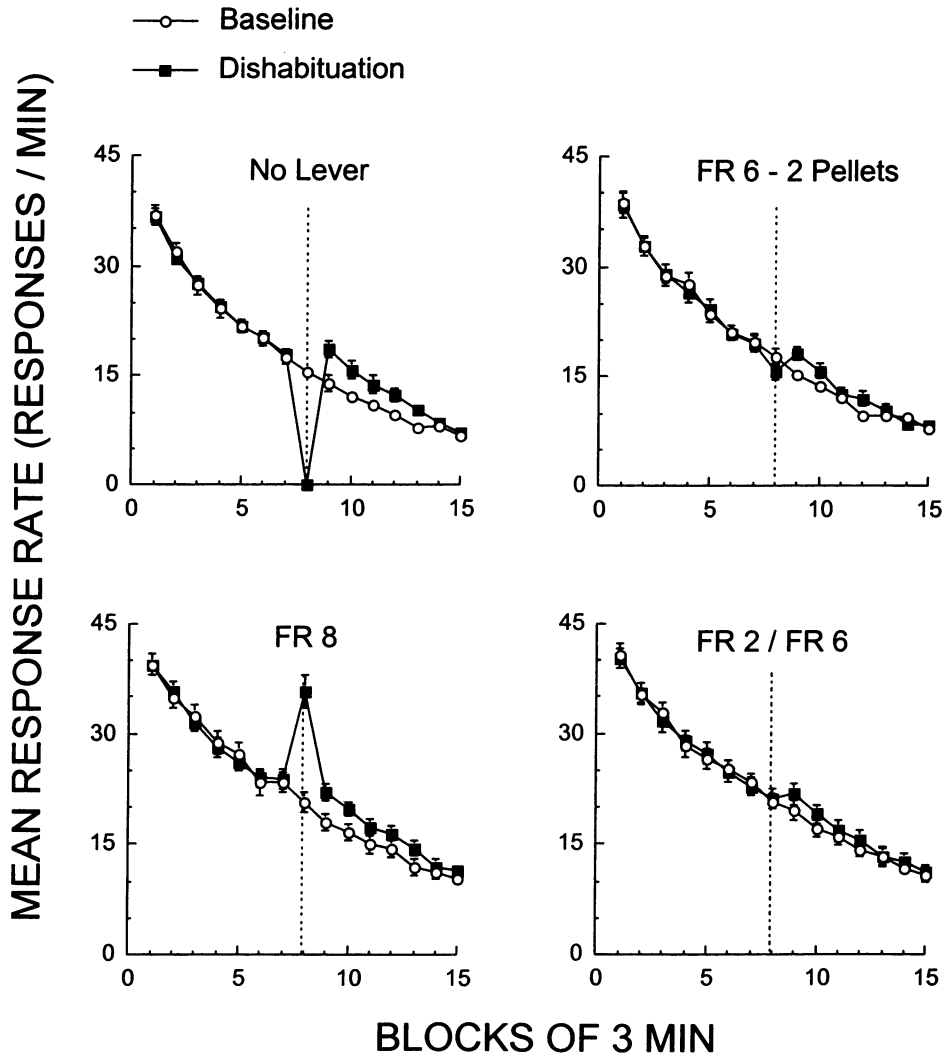 Baseline
Dishabituation
MEAN RESPONSE RATE (RESPONSES / MIN)
No Lever
45
30
15
0
0 5 10 15
FR 6 - 2 Pellets
45
30
15
0
0 5 10 15
FR 8
45
30
15
0
0 5 10 15
FR 2 / FR 6
45
30
15
0
0 5 10 15
BLOCKS OF 3 MIN